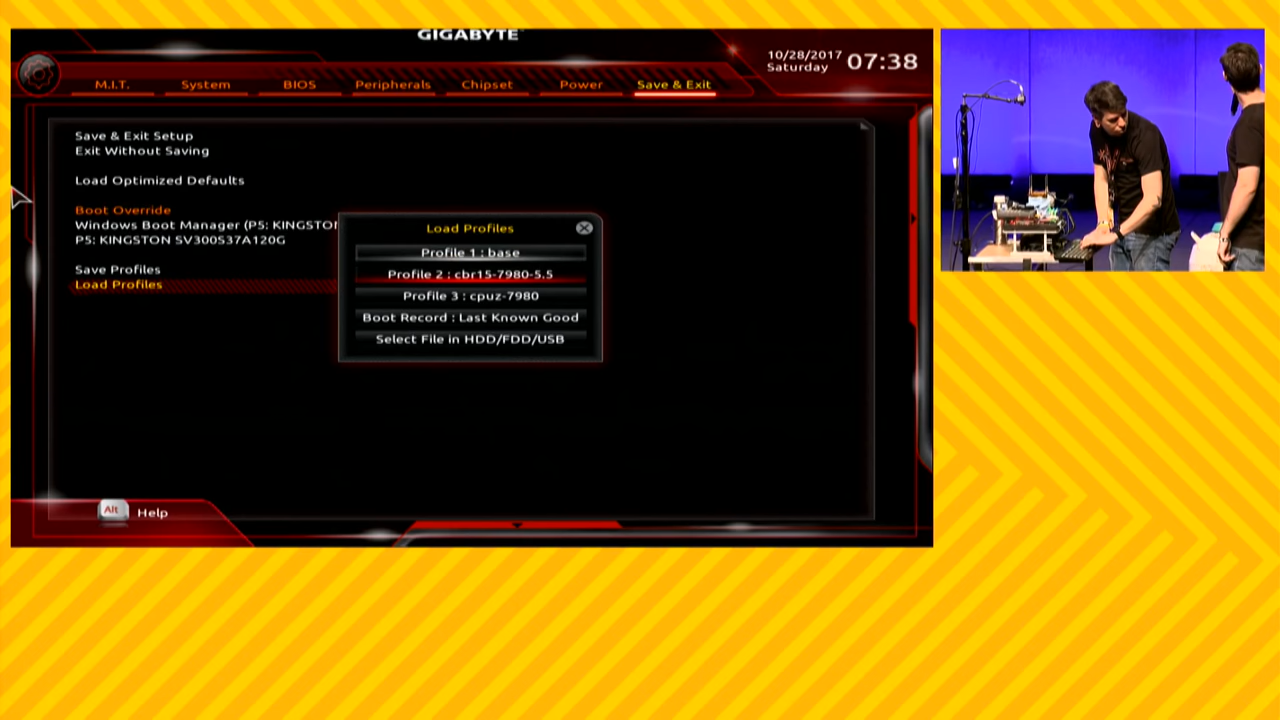 GIGABYTE
10/28/2017
Saturday
07:38
M.I.T. System BIOS Peripherals Chipset Power Save & Exit
Save & Exit Setup
Exit Without Saving
Load Optimized Defaults
Boot Override
Windows Boot Manager (P5: KINGSTON
P5: KINGSTON SV300S37A120G
Save Profiles
Load Profiles
Load Profiles
Profile 1 : base
Profile 2 : cbr15-7980-5.5
Profile 3 : cpuz-7980
Boot Record : Last Known Good
Select File in HDD/FDD/USB
Alt Help